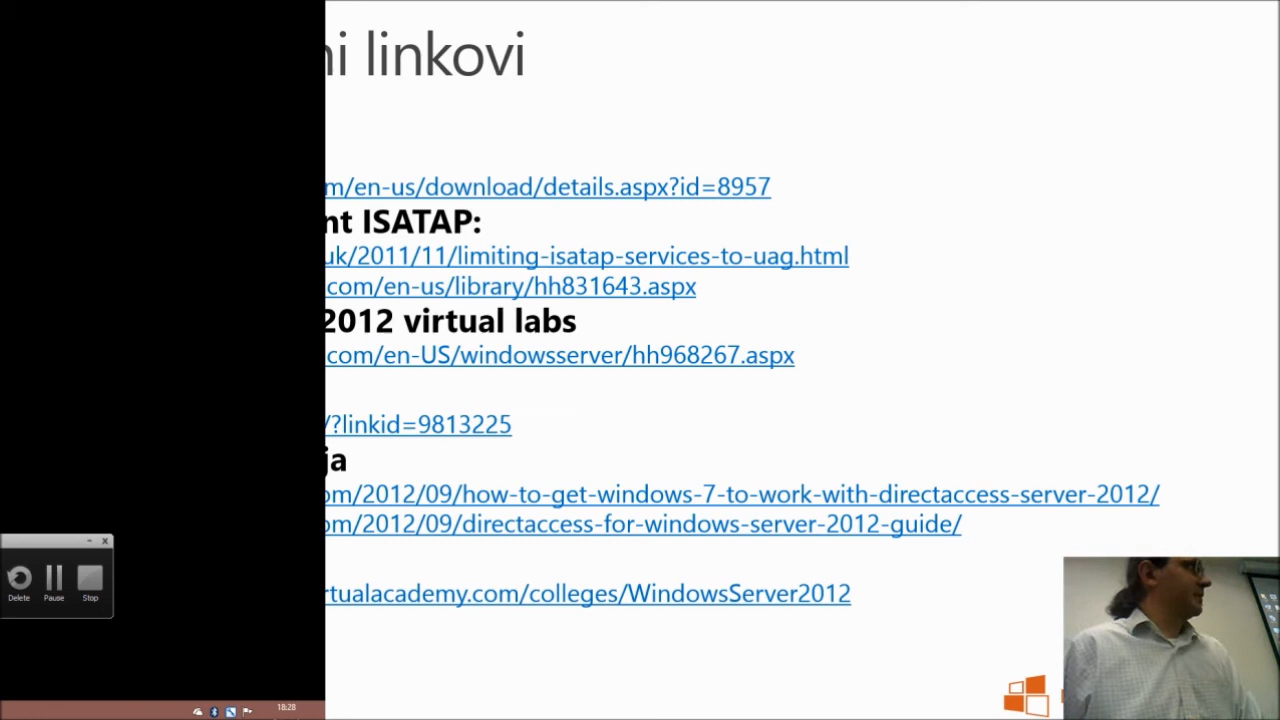 ni linkovi
m/en-us/download/details.aspx?id=8957
nt ISATAP:
uk/2011/11/limiting-isatap-services-to-uag.html
.com/en-us/library/hh831643.aspx
2012 virtual labs
.com/en-US/windowsserver/hh968267.aspx
/?linkid=9813225
ja
om/2012/09/how-to-get-windows-7-to-work-with-directaccess-server-2012/
om/2012/09/directaccess-for-windows-server-2012-guide/
rtualacademy.com/colleges/WindowsServer2012
Delete Pause Stop
18:28